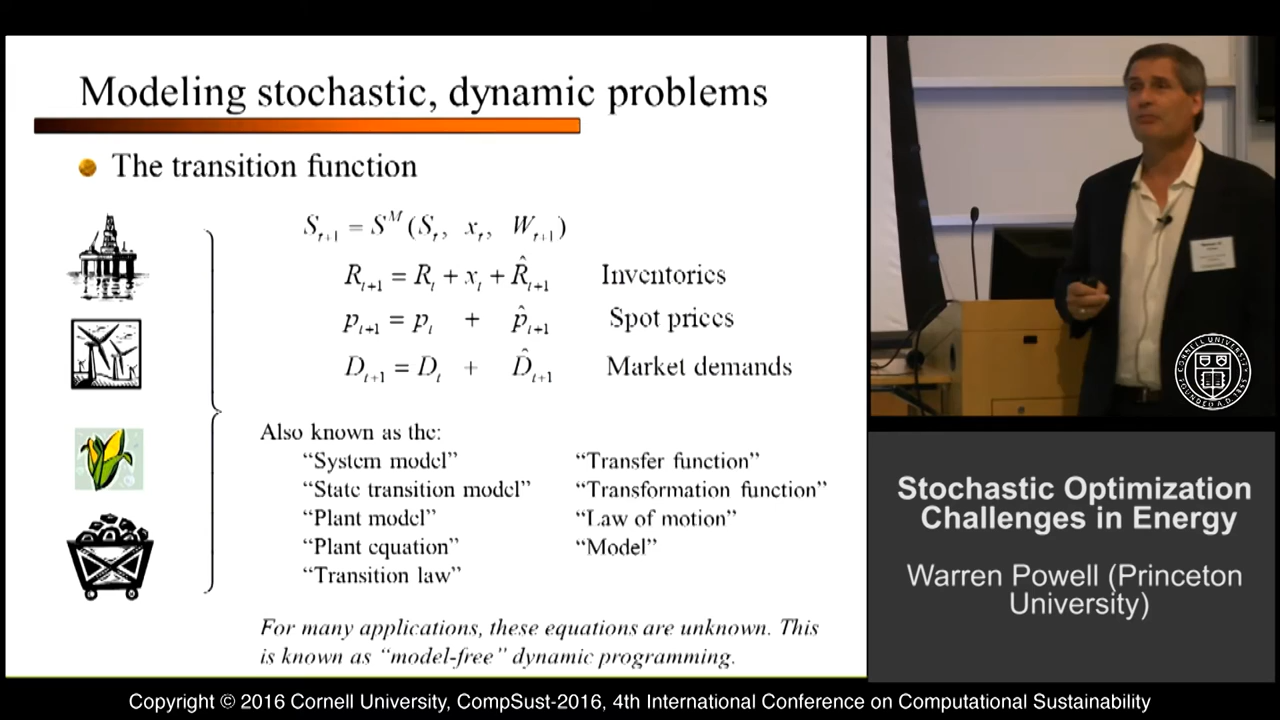 Modeling stochastic, dynamic problems
The transition function
S_{t+1} = S^M (S_t, x_t, W_{t+1})
R_{t+1} = R_t + x_t + R̂_{t+1} Inventories
p_{t+1} = p_t + p̂_{t+1} Spot prices
D_{t+1} = D_t + D̂_{t+1} Market demands
Also known as the:
“System model”
“State transition model”
“Plant model”
“Plant equation”
“Transition law”
“Transfer function”
“Transformation function”
“Law of motion”
“Model”
For many applications, these equations are unknown. This
is known as “model-free” dynamic programming.
CORNELL UNIVERSITY
FOUNDED A.D. 1865
Stochastic Optimization
Challenges in Energy
Warren Powell (Princeton
University)
Copyright © 2016 Cornell University, CompSust-2016, 4th International Conference on Computational Sustainability